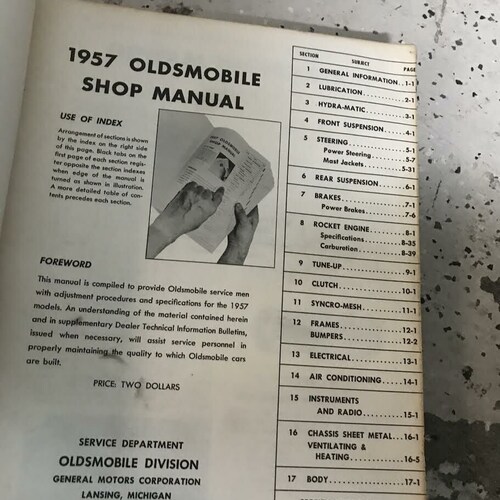 1957 OLDSMOBILE
SHOP MANUAL
USE OF INDEX
Arrangement of sections is shown
by the index on the right side
of this page. Black tabs on the
first page of each section regis-
ter opposite the section indexes
when edge of the manual is
turned as shown in illustration.
A more detailed table of con-
tents precedes each section.
FOREWORD
This manual is compiled to provide Oldsmobile service men
with adjustment procedures and specifications for the 1957
models. An understanding of the material contained herein
and in supplementary Dealer Technical Information Bulletins,
issued when necessary, will assist service personnel in
properly maintaining the quality to which Oldsmobile cars
are built.
PRICE: TWO DOLLARS
SERVICE DEPARTMENT
OLDSMOBILE DIVISION
GENERAL MOTORS CORPORATION
LANSING, MICHIGAN
SECTION SUBJECT PAGE
1 GENERAL INFORMATION..1-1
2 LUBRICATION..........2-1
3 HYDRA-MATIC..........3-1
4 FRONT SUSPENSION.....4-1
5 STEERING.............5-1
Power Steering.........5-7
Mast Jackets...........5-31
6 REAR SUSPENSION......6-1
7 BRAKES...............7-1
Power Brakes...........7-6
8 ROCKET ENGINE........8-1
Specifications.........8-35
Carburetion............8-39
9 TUNE-UP..............9-1
10 CLUTCH..............10-1
11 SYNCRO-MESH.........11-1
12 FRAMES..............12-1
BUMPERS................12-2
13 ELECTRICAL..........13-1
14 AIR CONDITIONING....14-1
15 INSTRUMENTS
AND RADIO..............15-1
16 CHASSIS SHEET METAL...16-1
VENTILATING &
HEATING................16-5
17 BODY................17-1